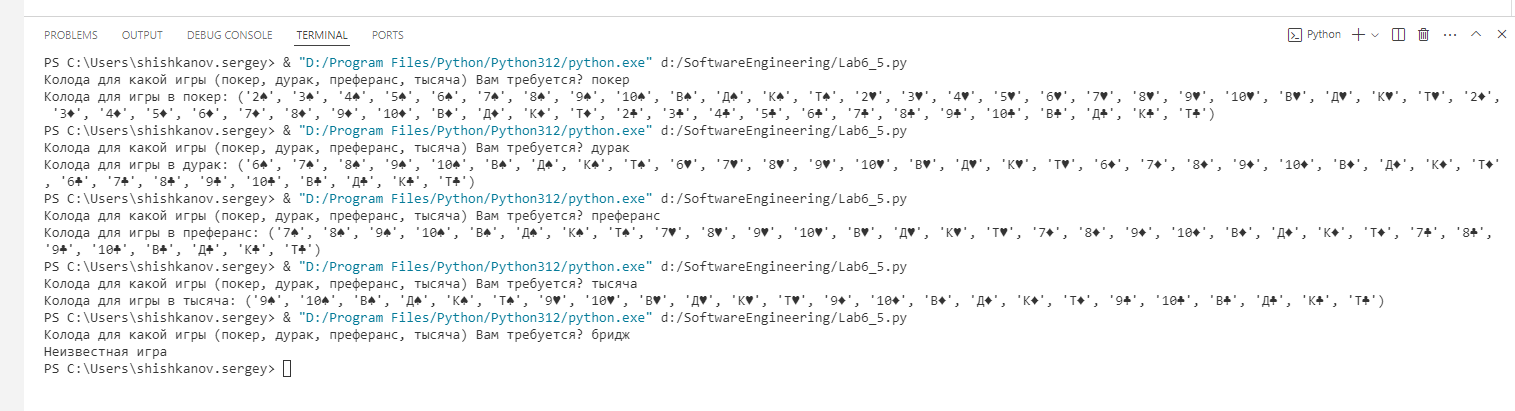 PROBLEMS OUTPUT DEBUG CONSOLE TERMINAL PORTS Python
PS C:\Users\shishkanov.sergey> & "D:/Program Files/Python/Python312/python.exe" d:/SoftwareEngineering/Lab6_5.py
Колода для какой игры (покер, дурак, преферанс, тысяча) Вам требуется? покер
Колода для игры в покер: ('2♠', '3♠', '4♠', '5♠', '6♠', '7♠', '8♠', '9♠', '10♠', 'В♠', 'Д♠', 'К♠', 'Т♠', '2♥', '3♥', '4♥', '5♥', '6♥', '7♥', '8♥', '9♥', '10♥', 'В♥', 'Д♥', 'К♥', 'Т♥', '2♦',
'3♦', '4♦', '5♦', '6♦', '7♦', '8♦', '9♦', '10♦', 'В♦', 'Д♦', 'К♦', 'Т♦', '2♣', '3♣', '4♣', '5♣', '6♣', '7♣', '8♣', '9♣', '10♣', 'В♣', 'Д♣', 'К♣', 'Т♣')
PS C:\Users\shishkanov.sergey> & "D:/Program Files/Python/Python312/python.exe" d:/SoftwareEngineering/Lab6_5.py
Колода для какой игры (покер, дурак, преферанс, тысяча) Вам требуется? дурак
Колода для игры в дурак: ('6♠', '7♠', '8♠', '9♠', '10♠', 'В♠', 'Д♠', 'К♠', 'Т♠', '6♥', '7♥', '8♥', '9♥', '10♥', 'В♥', 'Д♥', 'К♥', 'Т♥', '6♦', '7♦', '8♦', '9♦', '10♦', 'В♦', 'Д♦', 'К♦', 'Т♦'
, '6♣', '7♣', '8♣', '9♣', '10♣', 'В♣', 'Д♣', 'К♣', 'Т♣')
PS C:\Users\shishkanov.sergey> & "D:/Program Files/Python/Python312/python.exe" d:/SoftwareEngineering/Lab6_5.py
Колода для какой игры (покер, дурак, преферанс, тысяча) Вам требуется? преферанс
Колода для игры в преферанс: ('7♠', '8♠', '9♠', '10♠', 'В♠', 'Д♠', 'К♠', 'Т♠', '7♥', '8♥', '9♥', '10♥', 'В♥', 'Д♥', 'К♥', 'Т♥', '7♦', '8♦', '9♦', '10♦', 'В♦', 'Д♦', 'К♦', 'Т♦', '7♣', '8♣',
'9♣', '10♣', 'В♣', 'Д♣', 'К♣', 'Т♣')
PS C:\Users\shishkanov.sergey> & "D:/Program Files/Python/Python312/python.exe" d:/SoftwareEngineering/Lab6_5.py
Колода для какой игры (покер, дурак, преферанс, тысяча) Вам требуется? тысяча
Колода для игры в тысяча: ('9♠', '10♠', 'В♠', 'Д♠', 'К♠', 'Т♠', '9♥', '10♥', 'В♥', 'Д♥', 'К♥', 'Т♥', '9♦', '10♦', 'В♦', 'Д♦', 'К♦', 'Т♦', '9♣', '10♣', 'В♣', 'Д♣', 'К♣', 'Т♣')
PS C:\Users\shishkanov.sergey> & "D:/Program Files/Python/Python312/python.exe" d:/SoftwareEngineering/Lab6_5.py
Колода для какой игры (покер, дурак, преферанс, тысяча) Вам требуется? бридж
Неизвестная игра
PS C:\Users\shishkanov.sergey>